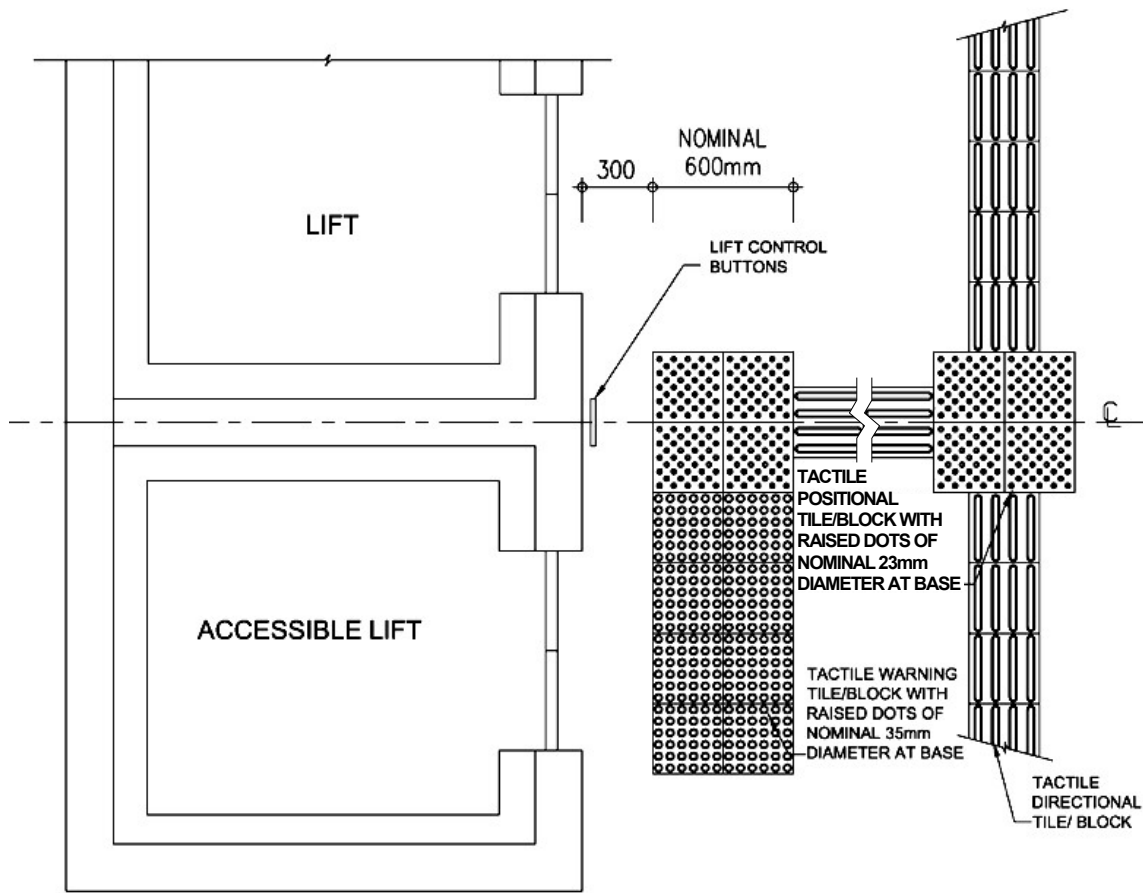 NOMINAL
300
600mm
LIFT
LIFT CONTROL
BUTTONS
℄
TACTILE
POSITIONAL
TILE/BLOCK WITH
RAISED DOTS OF
NOMINAL 23mm
DIAMETER AT BASE
ACCESSIBLE LIFT
TACTILE WARNING
TILE/BLOCK WITH
RAISED DOTS OF
NOMINAL 35mm
DIAMETER AT BASE
TACTILE
DIRECTIONAL
TILE/ BLOCK